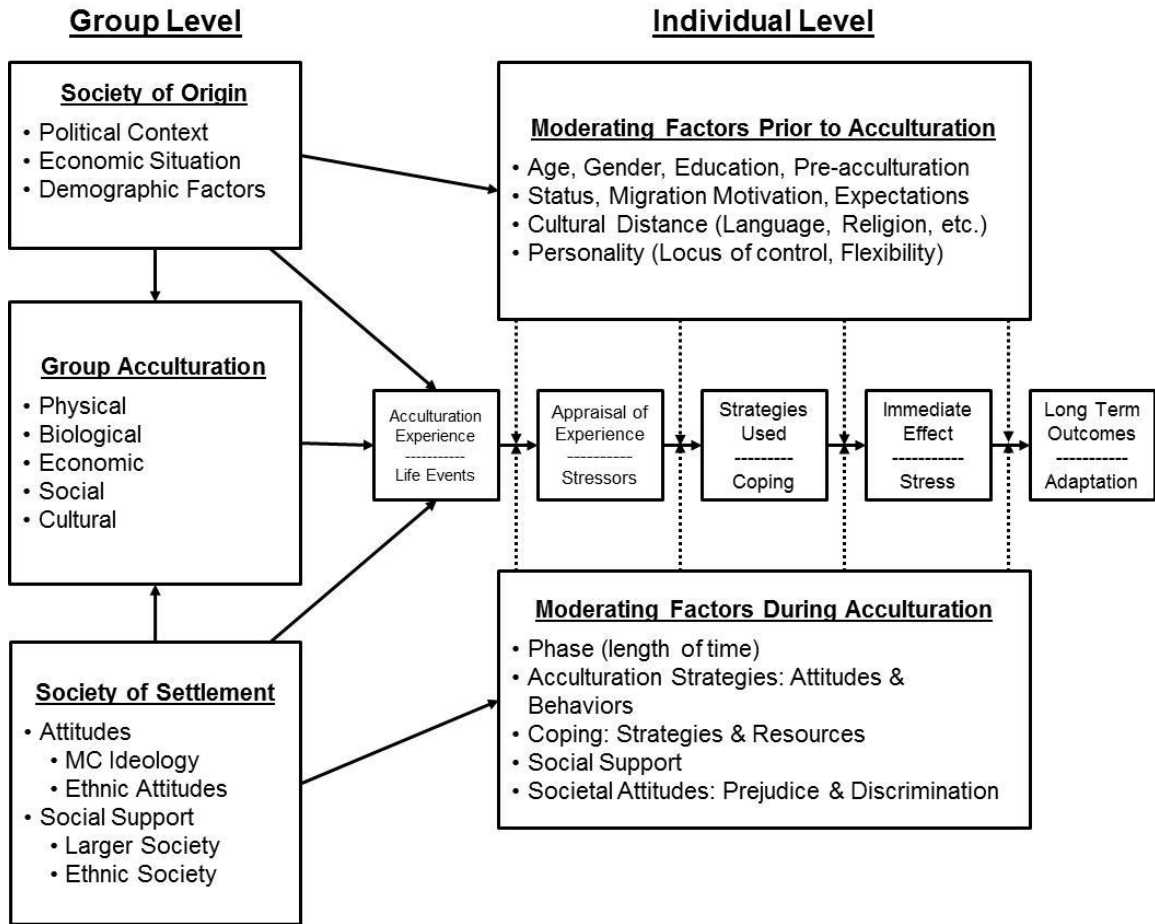 Group Level
Individual Level
Society of Origin
• Political Context
• Economic Situation
• Demographic Factors
Moderating Factors Prior to Acculturation
• Age, Gender, Education, Pre-acculturation
• Status, Migration Motivation, Expectations
• Cultural Distance (Language, Religion, etc.)
• Personality (Locus of control, Flexibility)
Group Acculturation
• Physical
• Biological
• Economic
• Social
• Cultural
Acculturation
Experience
-----------
Life Events
Appraisal of
Experience
----------
Stressors
Strategies
Used
---------
Coping
Immediate
Effect
-----------
Stress
Long Term
Outcomes
-----------
Adaptation
Society of Settlement
• Attitudes
• MC Ideology
• Ethnic Attitudes
• Social Support
• Larger Society
• Ethnic Society
Moderating Factors During Acculturation
• Phase (length of time)
• Acculturation Strategies: Attitudes &
Behaviors
• Coping: Strategies & Resources
• Social Support
• Societal Attitudes: Prejudice & Discrimination